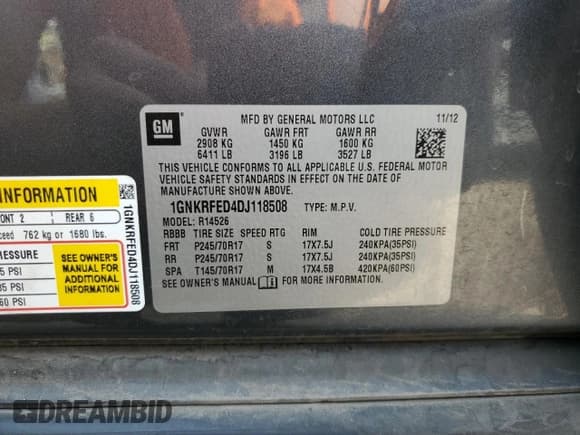 GM
MFD BY GENERAL MOTORS LLC 11/12
GVWR GAWR FRT GAWR RR
2908 KG 1450 KG 1600 KG
6411 LB 3196 LB 3527 LB
THIS VEHICLE CONFORMS TO ALL APPLICABLE U.S. FEDERAL MOTOR
VEHICLE SAFETY STANDARDS IN EFFECT ON THE DATE OF
MANUFACTURE SHOWN ABOVE.
1GNKRFED4DJ118508 TYPE: M.P.V.
MODEL: R14526
RBBB TIRE SIZE SPEED RTG RIM COLD TIRE PRESSURE
FRT P245/70R17 S 17X7.5J 240KPA(35PSI)
RR P245/70R17 S 17X7.5J 240KPA(35PSI)
SPA T145/70R17 M 17X4.5B 420KPA(60PSI)
SEE OWNER'S MANUAL FOR MORE INFORMATION.
INFORMATION
ONT 2 REAR 6
ceed 762 kg or 1680 lbs.
PRESSURE
5 PSI
35 PSI
60 PSI
SEE OWNER'S
MANUAL FOR
ADDITIONAL
INFORMATION
1GNKRFED4DJ118508
DREAMBID